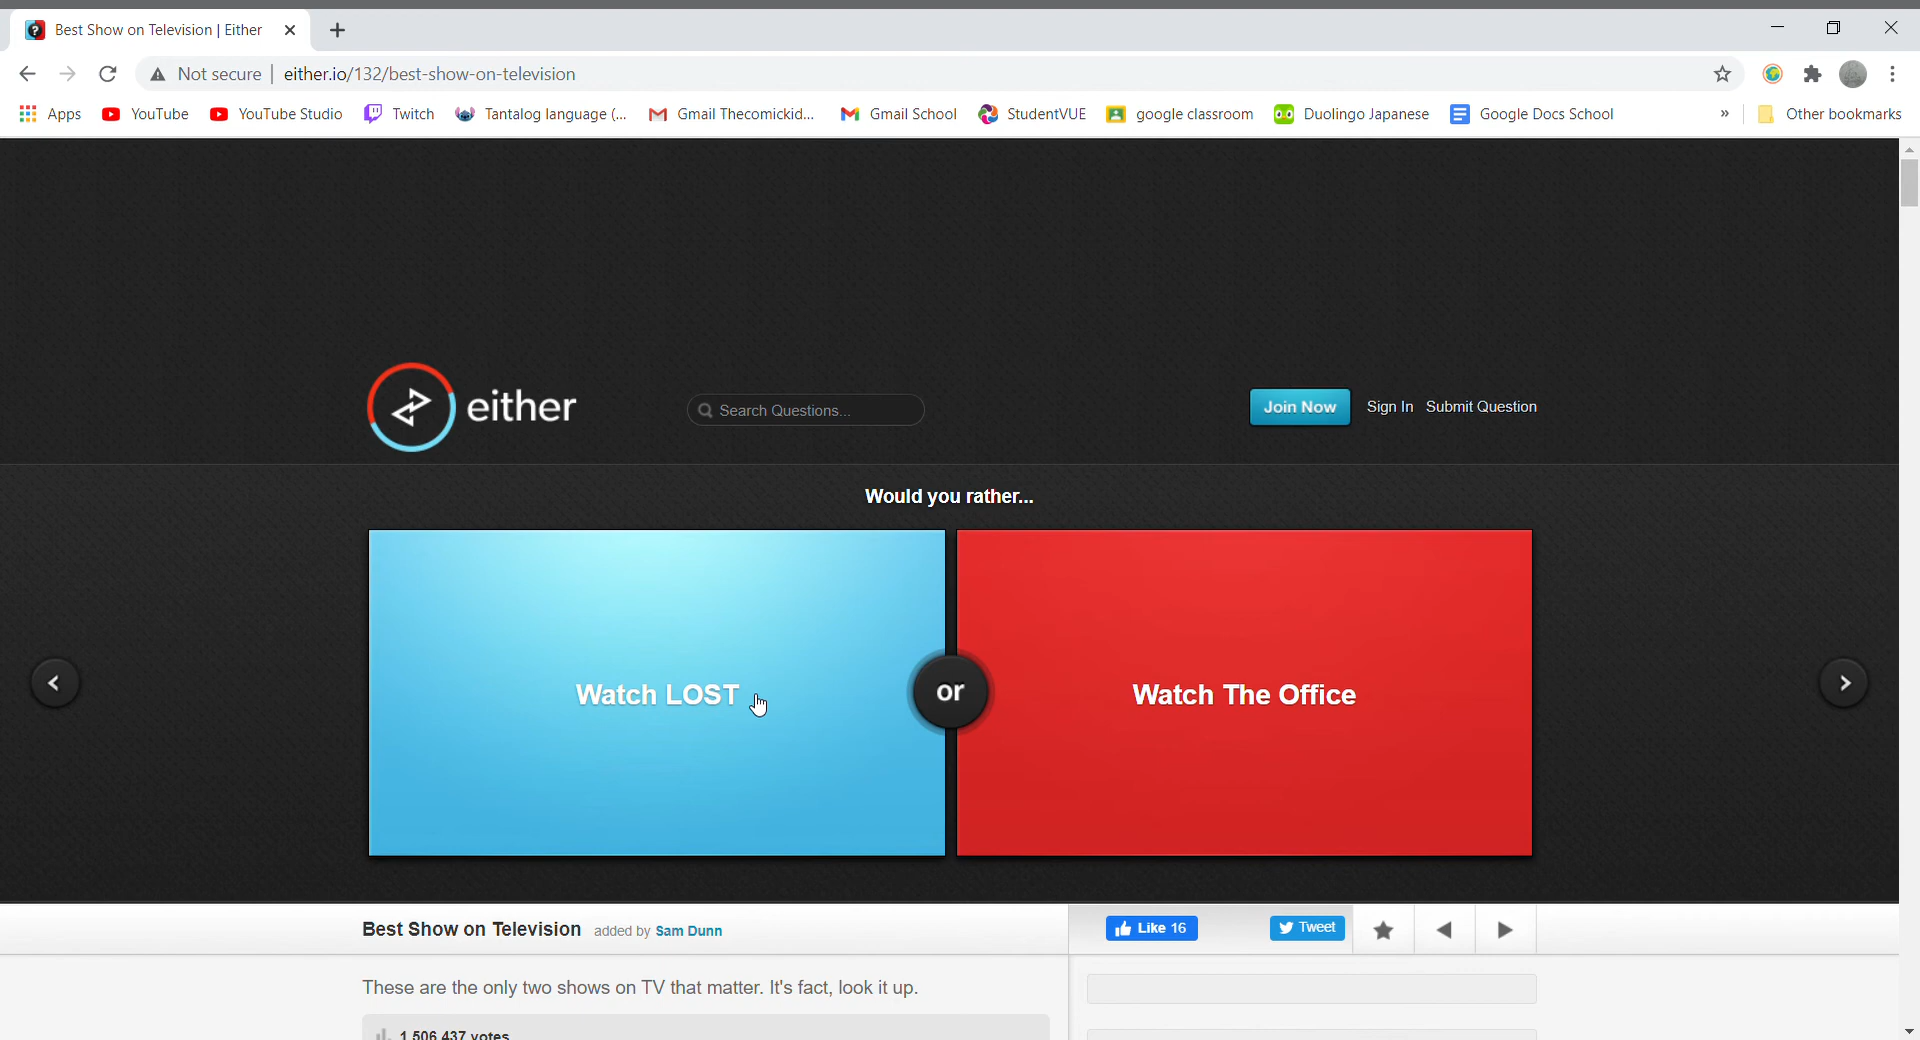 Best Show on Television | Either
Not secure | either.io/132/best-show-on-television
Apps YouTube YouTube Studio Twitch Tantalog language (... Gmail Thecomickid... Gmail School StudentVUE google classroom Duolingo Japanese Google Docs School » Other bookmarks
either Search Questions... Join Now Sign In Submit Question
Would you rather...
Watch LOST or Watch The Office
Best Show on Television added by Sam Dunn Like 16 Tweet
These are the only two shows on TV that matter. It's fact, look it up.
1,506,437 votes